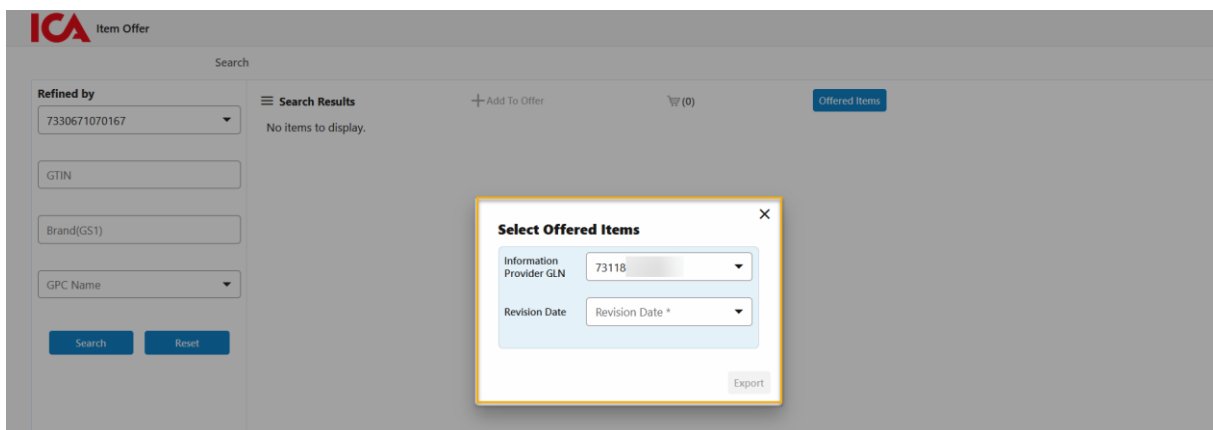 ICA Item Offer
Search
Refined by
7330671070167
GTIN
Brand(GS1)
GPC Name
Search Reset
Search Results
Add To Offer
(0)
Offered Items
No items to display.
Select Offered Items
Information
Provider GLN
73118
Revision Date
Revision Date *
Export